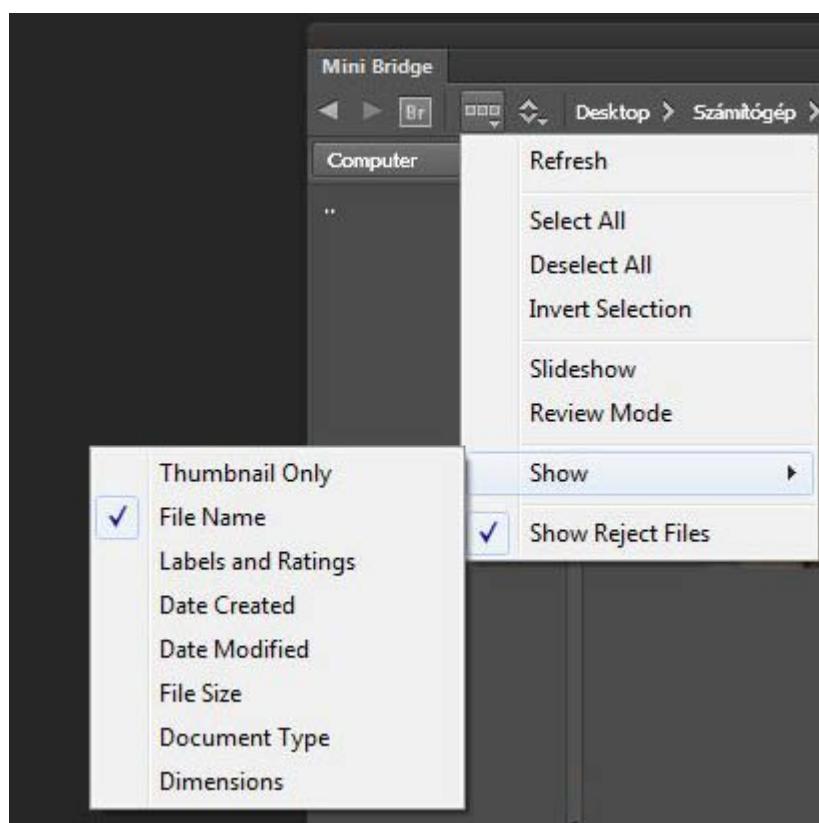 Mini Bridge
Br Desktop Számítógép
Computer
..
Refresh
Select All
Deselect All
Invert Selection
Slideshow
Review Mode
Show
Show Reject Files
Thumbnail Only
File Name
Labels and Ratings
Date Created
Date Modified
File Size
Document Type
Dimensions